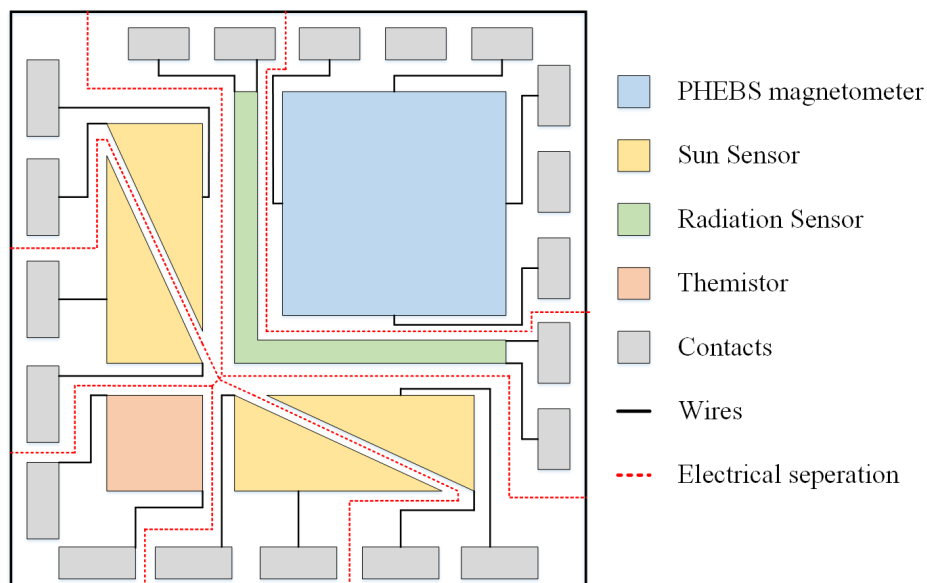 PHEBS magnetometer
Sun Sensor
Radiation Sensor
Themistor
Contacts
Wires
Electrical seperation